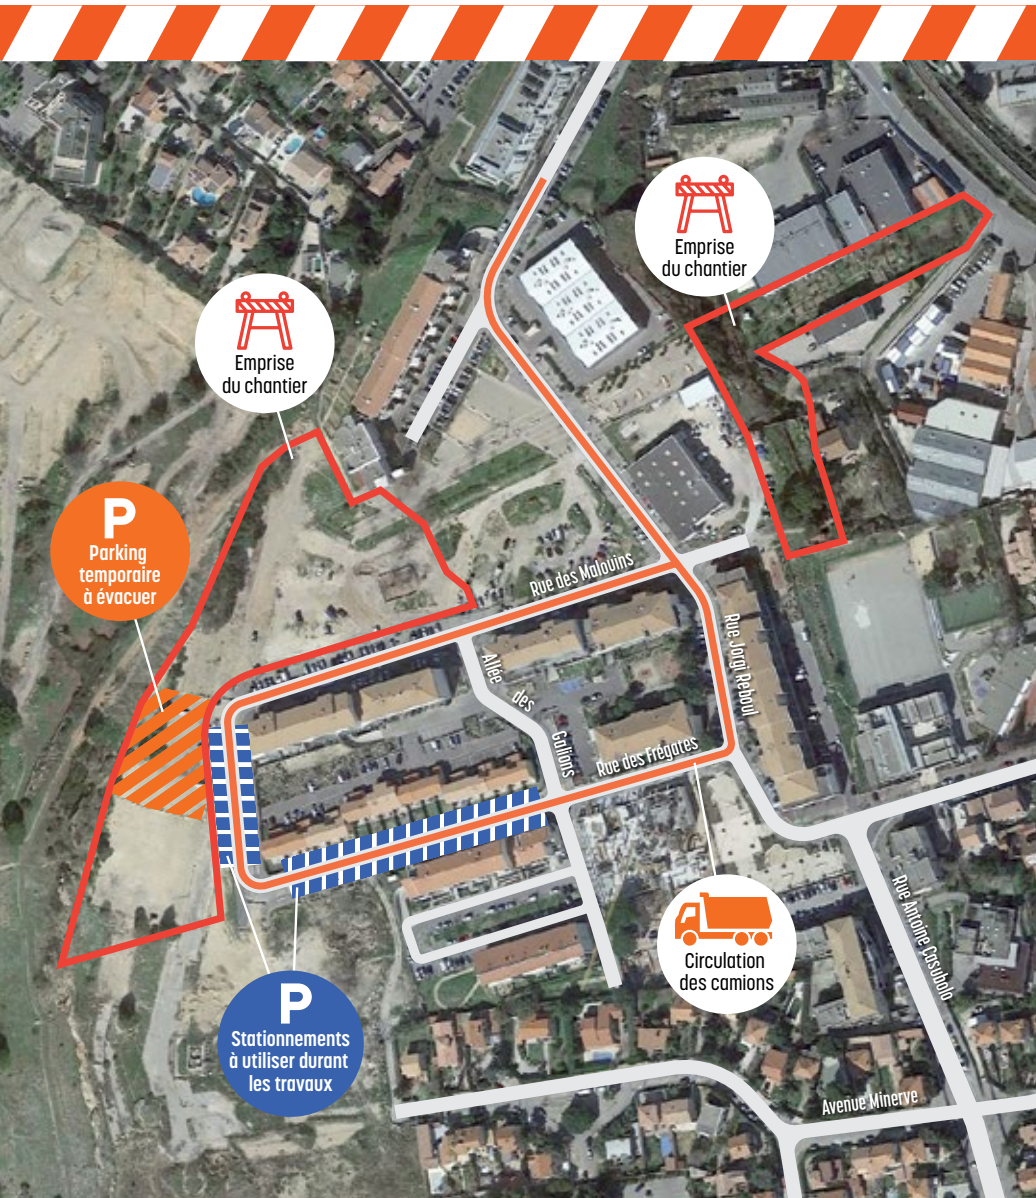 Emprise
du chantier
Emprise
du chantier
P
Parking
temporaire
à évacuer
Rue des Malouins
Rue Jorgi Reboul
Allée des Galions
Rue des Frégates
Circulation
des camions
Rue Antoine Casubolo
P
Stationnements
à utiliser durant
les travaux
Avenue Minerve